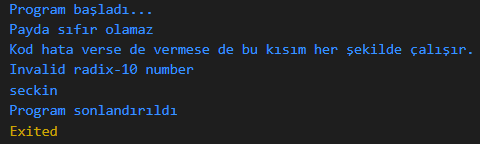 Program başladı...
Payda sıfır olamaz
Kod hata verse de vermese de bu kısım her şekilde çalışır.
Invalid radix-10 number
seckin
Program sonlandırıldı
Exited